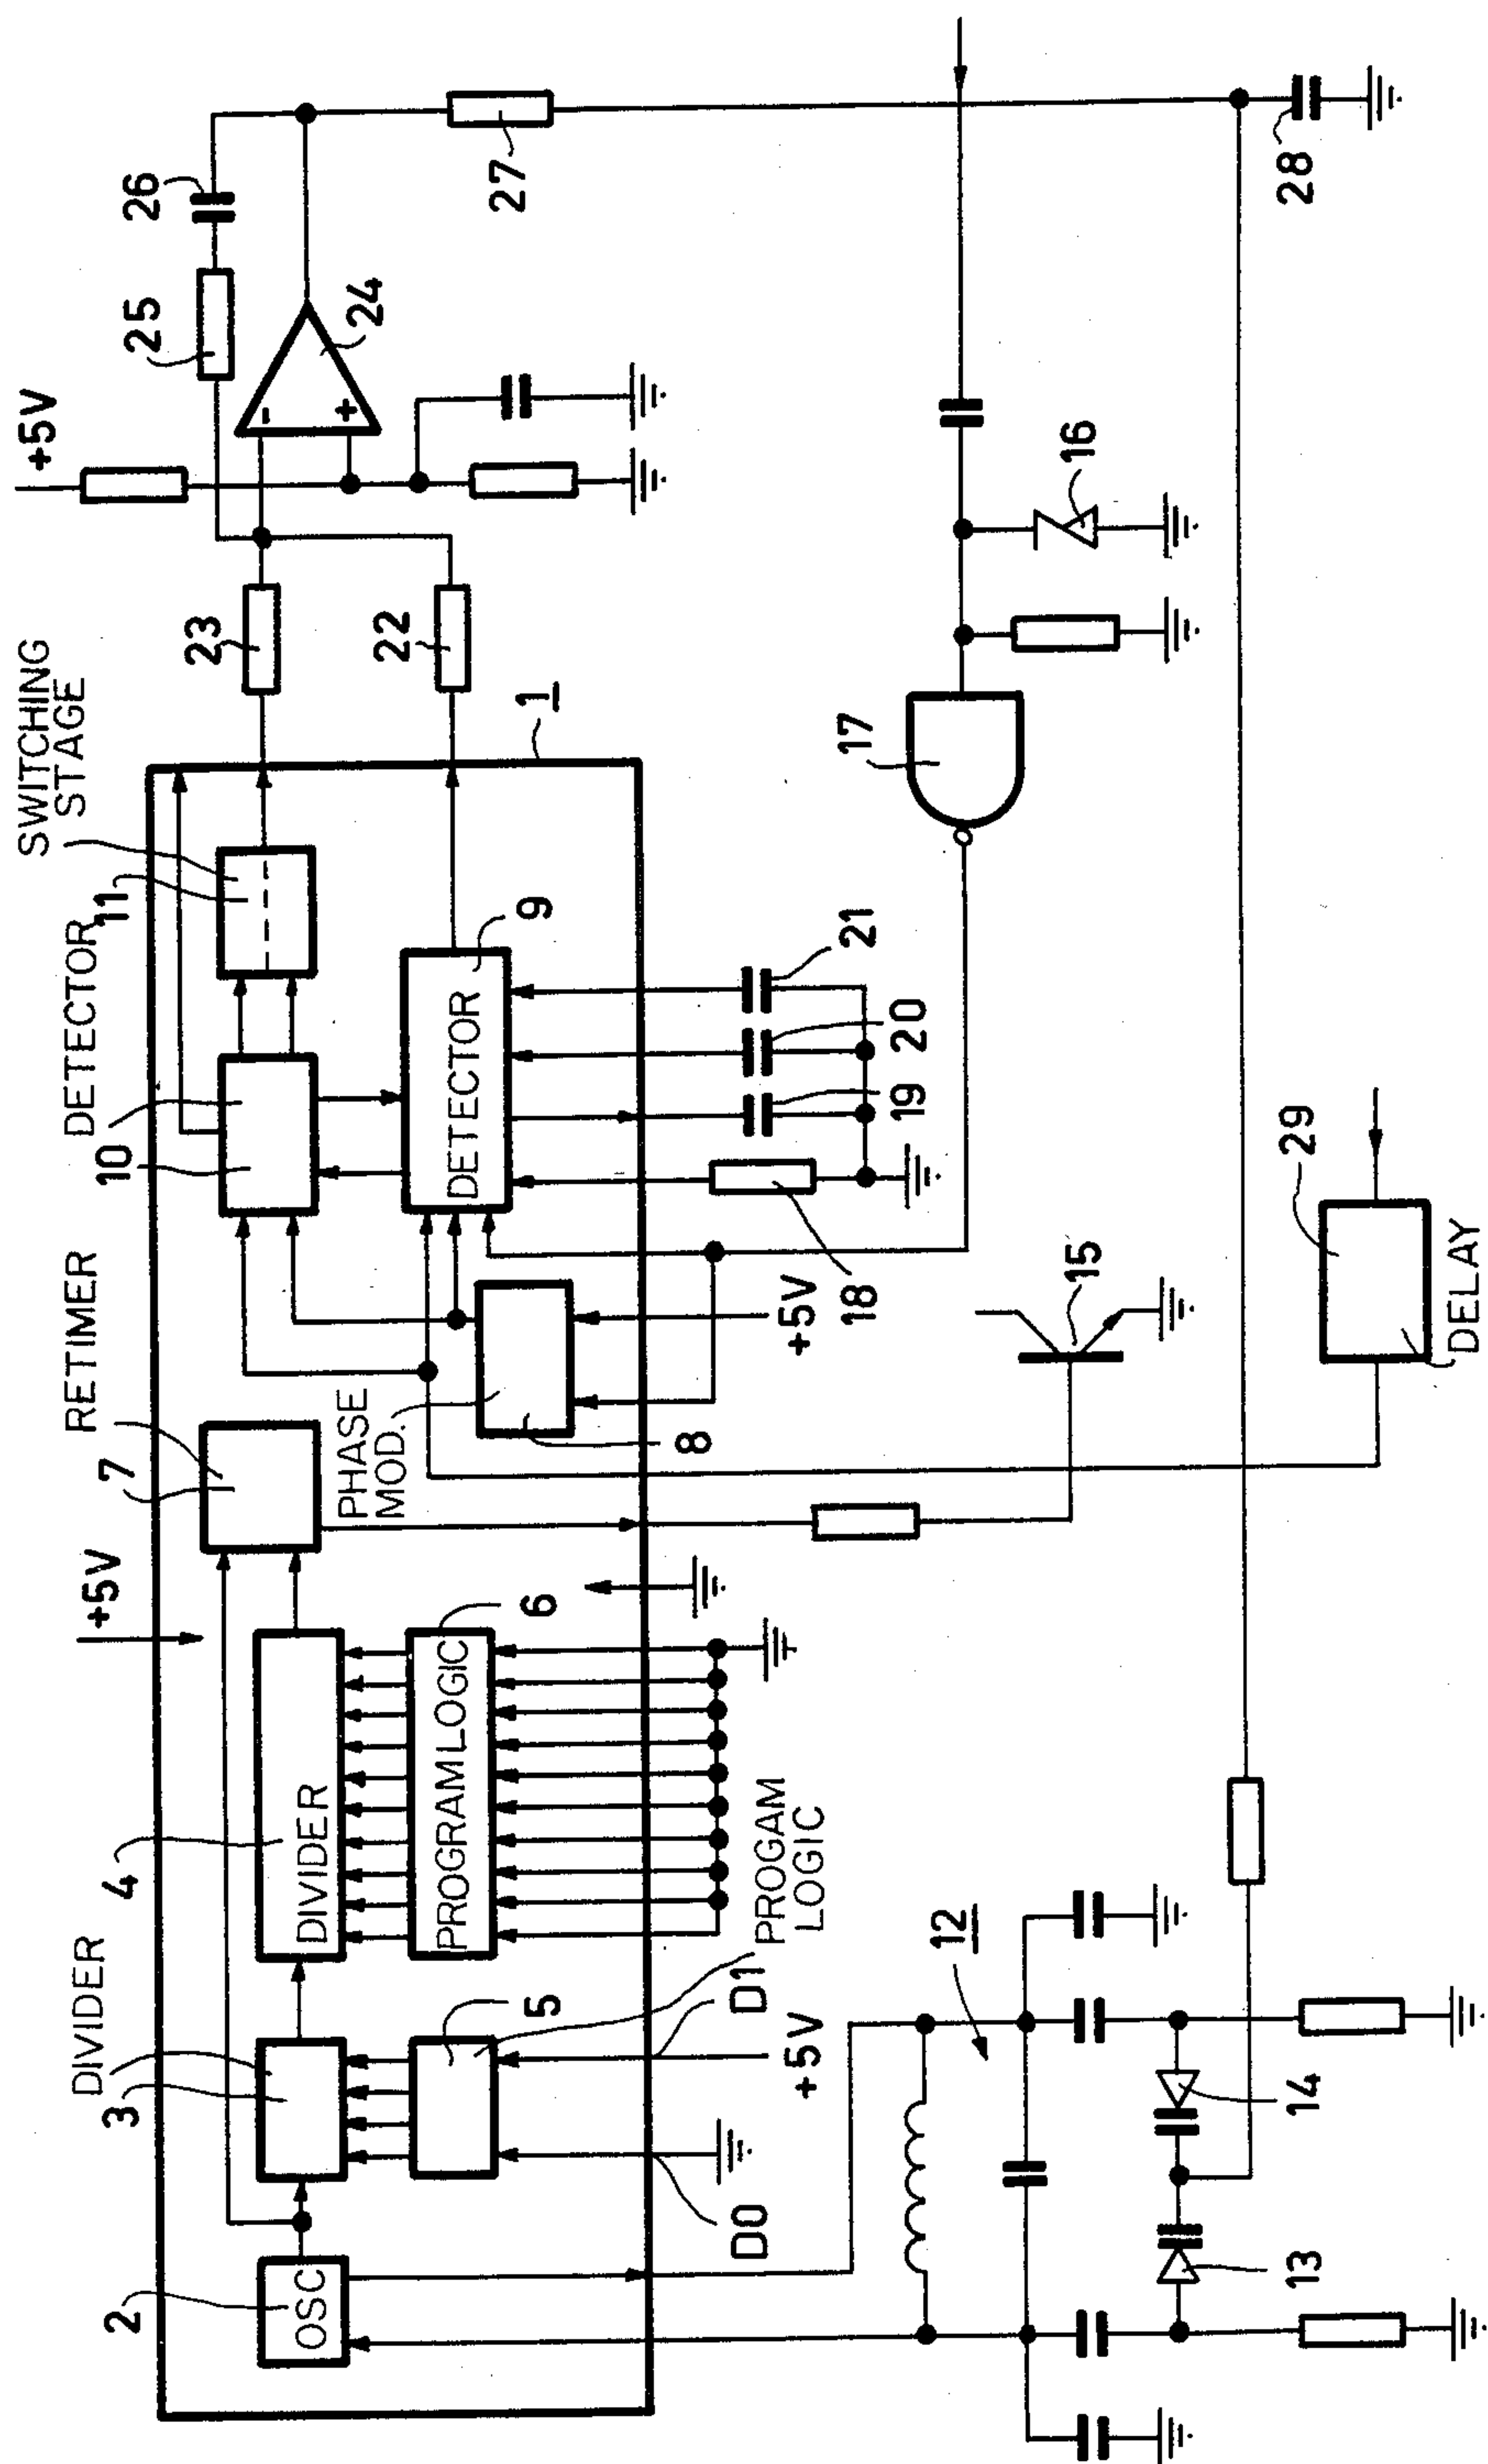 +5V
26
25
24
27
28
SWITCHING
STAGE
23
22
-
+
1
11
DETECTOR
10
DETECTOR
9
16
17
21
20
19
18
RETIMER
7
PHASE
MOD.
8
+5V
15
29
DELAY
+5V
4
DIVIDER
PROGRAM LOGIC
6
DIVIDER
3
5
D1
PROGAM
LOGIC
+5V
12
2
OSC
D0
14
13